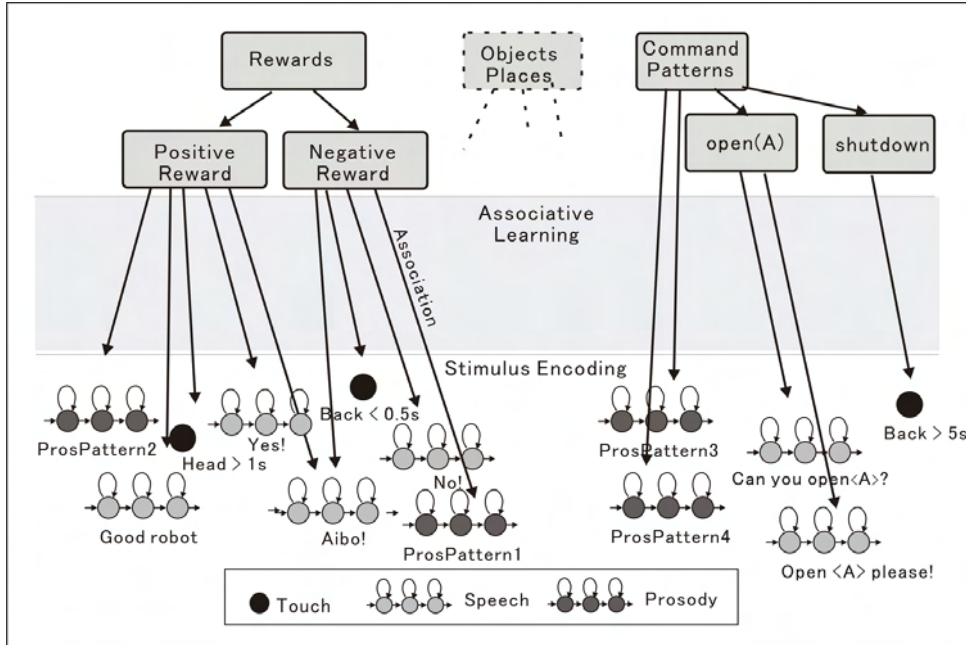 Rewards
Objects
Places
Command
Patterns
Positive
Reward
Negative
Reward
open(A)
shutdown
Associative
Learning
Association
Stimulus Encoding
ProsPattern2
Head > 1s
Yes!
Back < 0.5s
No!
ProsPattern3
Can you open<A>?
Back > 5s
Good robot
Aibo!
ProsPattern1
ProsPattern4
Open <A> please!
Touch
Speech
Prosody